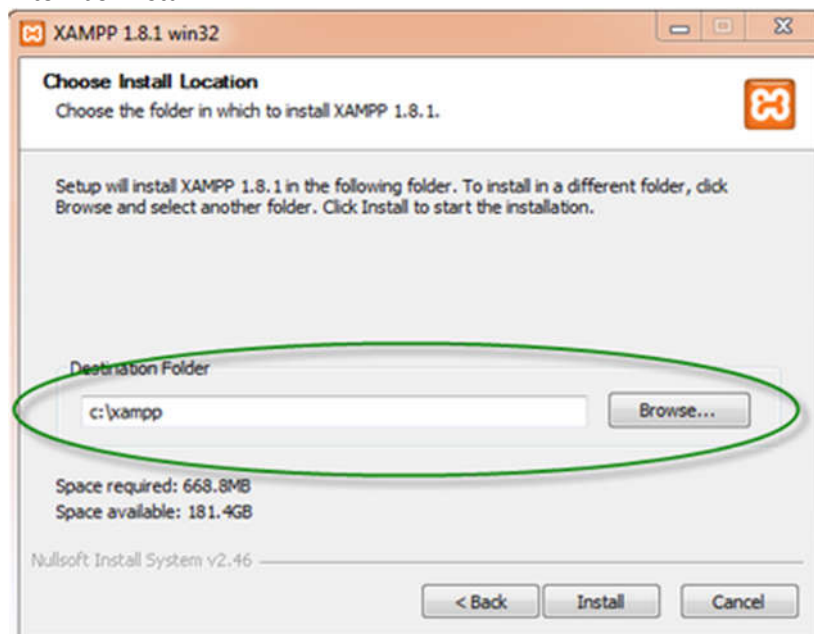 XAMPP 1.8.1 win32
Choose Install Location
Choose the folder in which to install XAMPP 1.8.1.
Setup will install XAMPP 1.8.1 in the following folder. To install in a different folder, click
Browse and select another folder. Click Install to start the installation.
Destination Folder
c:\xampp
Browse...
Space required: 668.8MB
Space available: 181.4GB
Nullsoft Install System v2.46
< Back
Install
Cancel